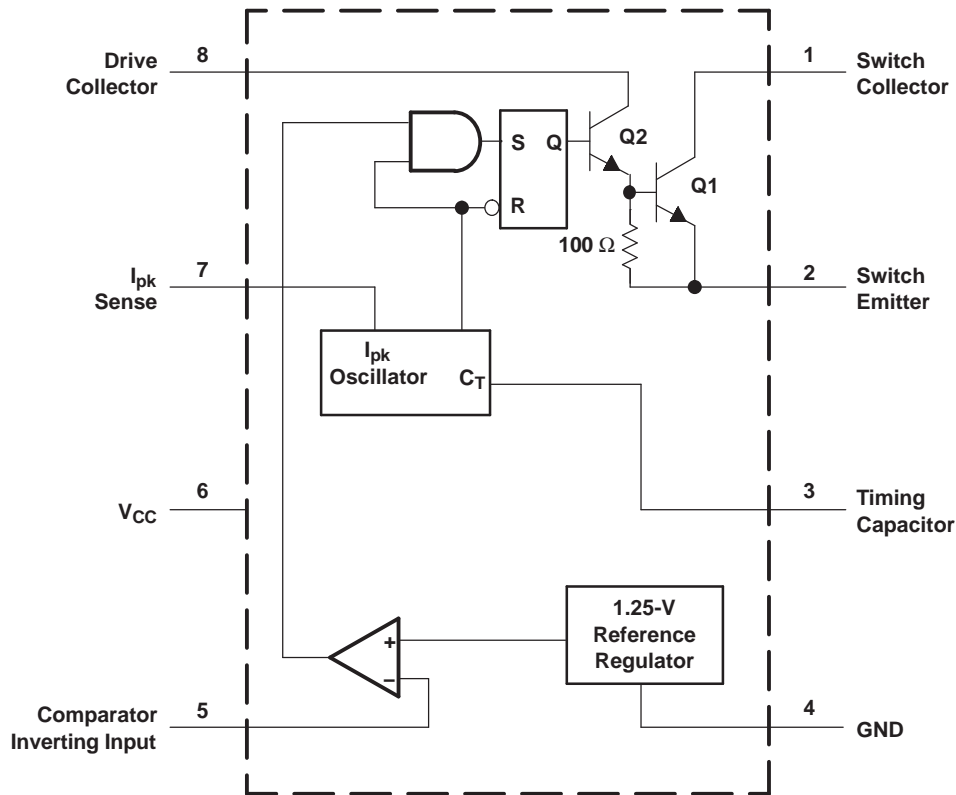 Drive
Collector
8
1
Switch
Collector
S
Q
R
Q2
Q1
100 Ω
Ipk
Sense
7
2
Switch
Emitter
Ipk
Oscillator
CT
VCC
6
3
Timing
Capacitor
1.25-V
Reference
Regulator
+
−
Comparator
Inverting Input
5
4
GND